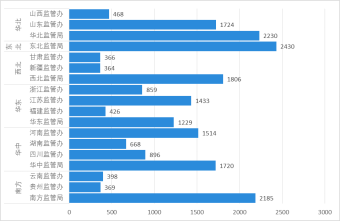 华北
山西监管办 468
山东监管办 1724
华北监管局 2230
东北
东北监管局 2430
西北
甘肃监管办 366
新疆监管办 364
西北监管局 1806
华东
浙江监管办 859
江苏监管办 1433
福建监管办 426
华东监管局 1229
华中
河南监管办 1514
湖南监管办 668
四川监管办 896
华中监管局 1720
南方
云南监管办 398
贵州监管办 369
南方监管局 2185
0 500 1000 1500 2000 2500 3000